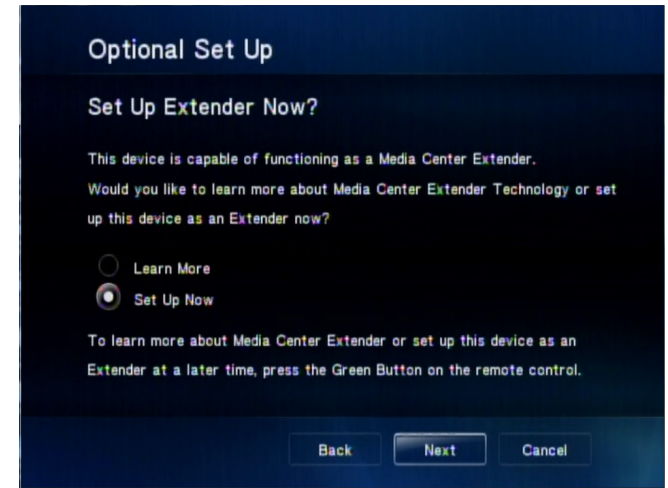 Optional Set Up
Set Up Extender Now?
This device is capable of functioning as a Media Center Extender.
Would you like to learn more about Media Center Extender Technology or set
up this device as an Extender now?
Learn More
Set Up Now
To learn more about Media Center Extender or set up this device as an
Extender at a later time, press the Green Button on the remote control.
Back Next Cancel